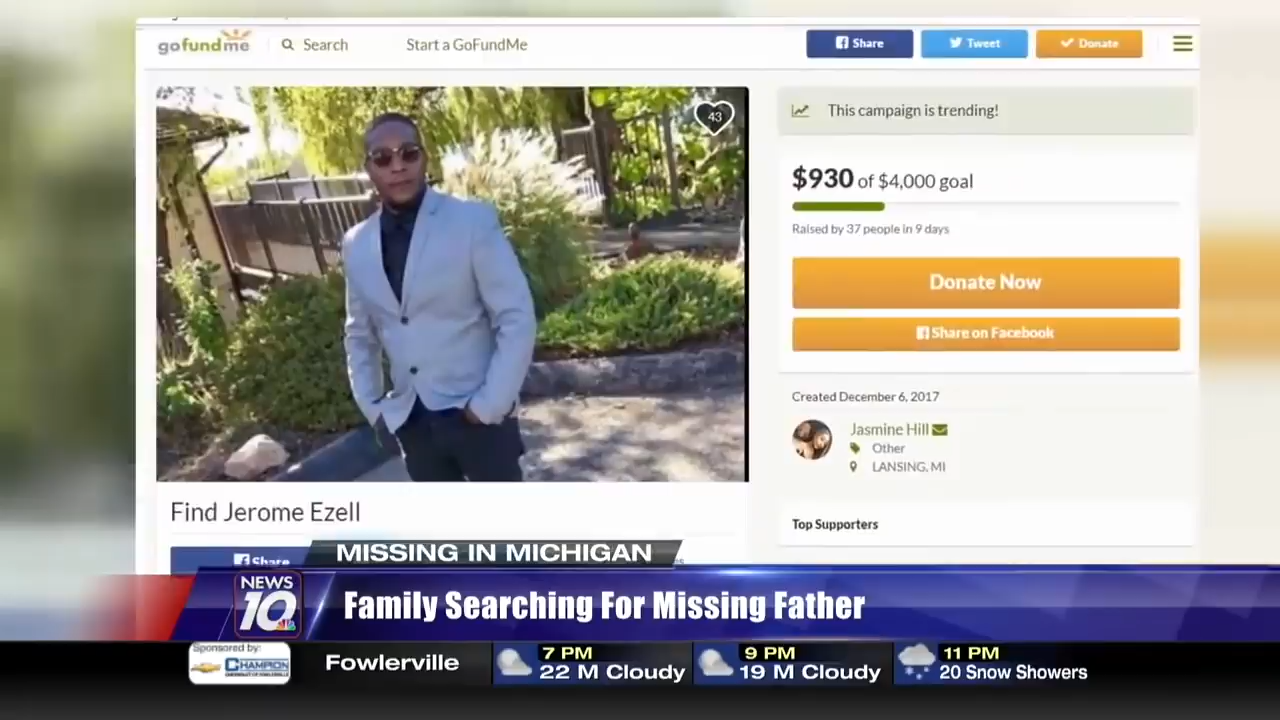 gofundme
Search
Start a GoFundMe
Share
Tweet
Donate
43
This campaign is trending!
$930 of $4,000 goal
Raised by 37 people in 9 days
Donate Now
Share on Facebook
Created December 6, 2017
Jasmine Hill
Other
LANSING, MI
Find Jerome Ezell
Top Supporters
Share
MISSING IN MICHIGAN
NEWS
10
Family Searching For Missing Father
Sponsored by:
CHAMPION
Fowlerville
7 PM
22 M Cloudy
9 PM
19 M Cloudy
11 PM
20 Snow Showers